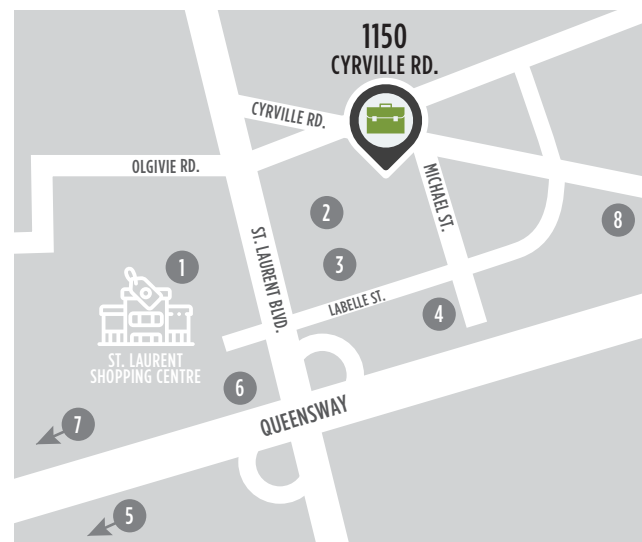 1150
CYRVILLE RD.
CYRVILLE RD.
OLGIVIE RD.
MICHAEL ST.
2
8
1
ST. LAURENT BLVD.
3
LABELLE ST.
4
ST. LAURENT
SHOPPING CENTRE
6
QUEENSWAY
7
5